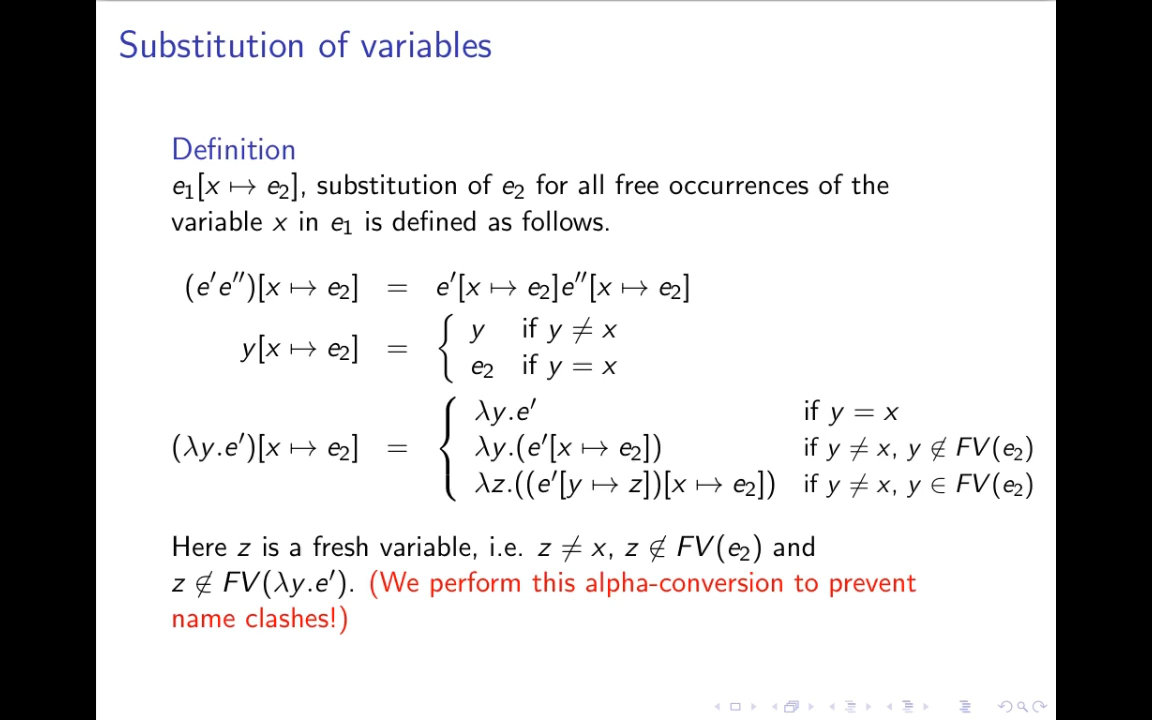 Substitution of variables
Definition
e₁[x ↦ e₂], substitution of e₂ for all free occurrences of the
variable x in e₁ is defined as follows.
(e′e″)[x ↦ e₂] = e′[x ↦ e₂]e″[x ↦ e₂]
y[x ↦ e₂] = { y if y ≠ x
e₂ if y = x
(λy.e′)[x ↦ e₂] = { λy.e′ if y = x
λy.(e′[x ↦ e₂]) if y ≠ x, y ∉ FV(e₂)
λz.((e′[y ↦ z])[x ↦ e₂]) if y ≠ x, y ∈ FV(e₂)
Here z is a fresh variable, i.e. z ≠ x, z ∉ FV(e₂) and
z ∉ FV(λy.e′). (We perform this alpha-conversion to prevent
name clashes!)